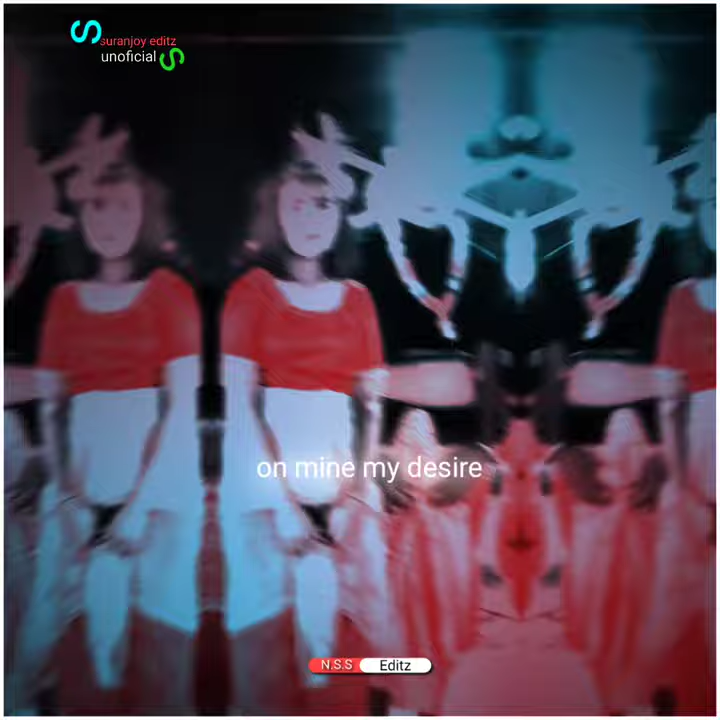 S
suranjoy editz
unoficial S
on mine my desire
N.S.S Editz